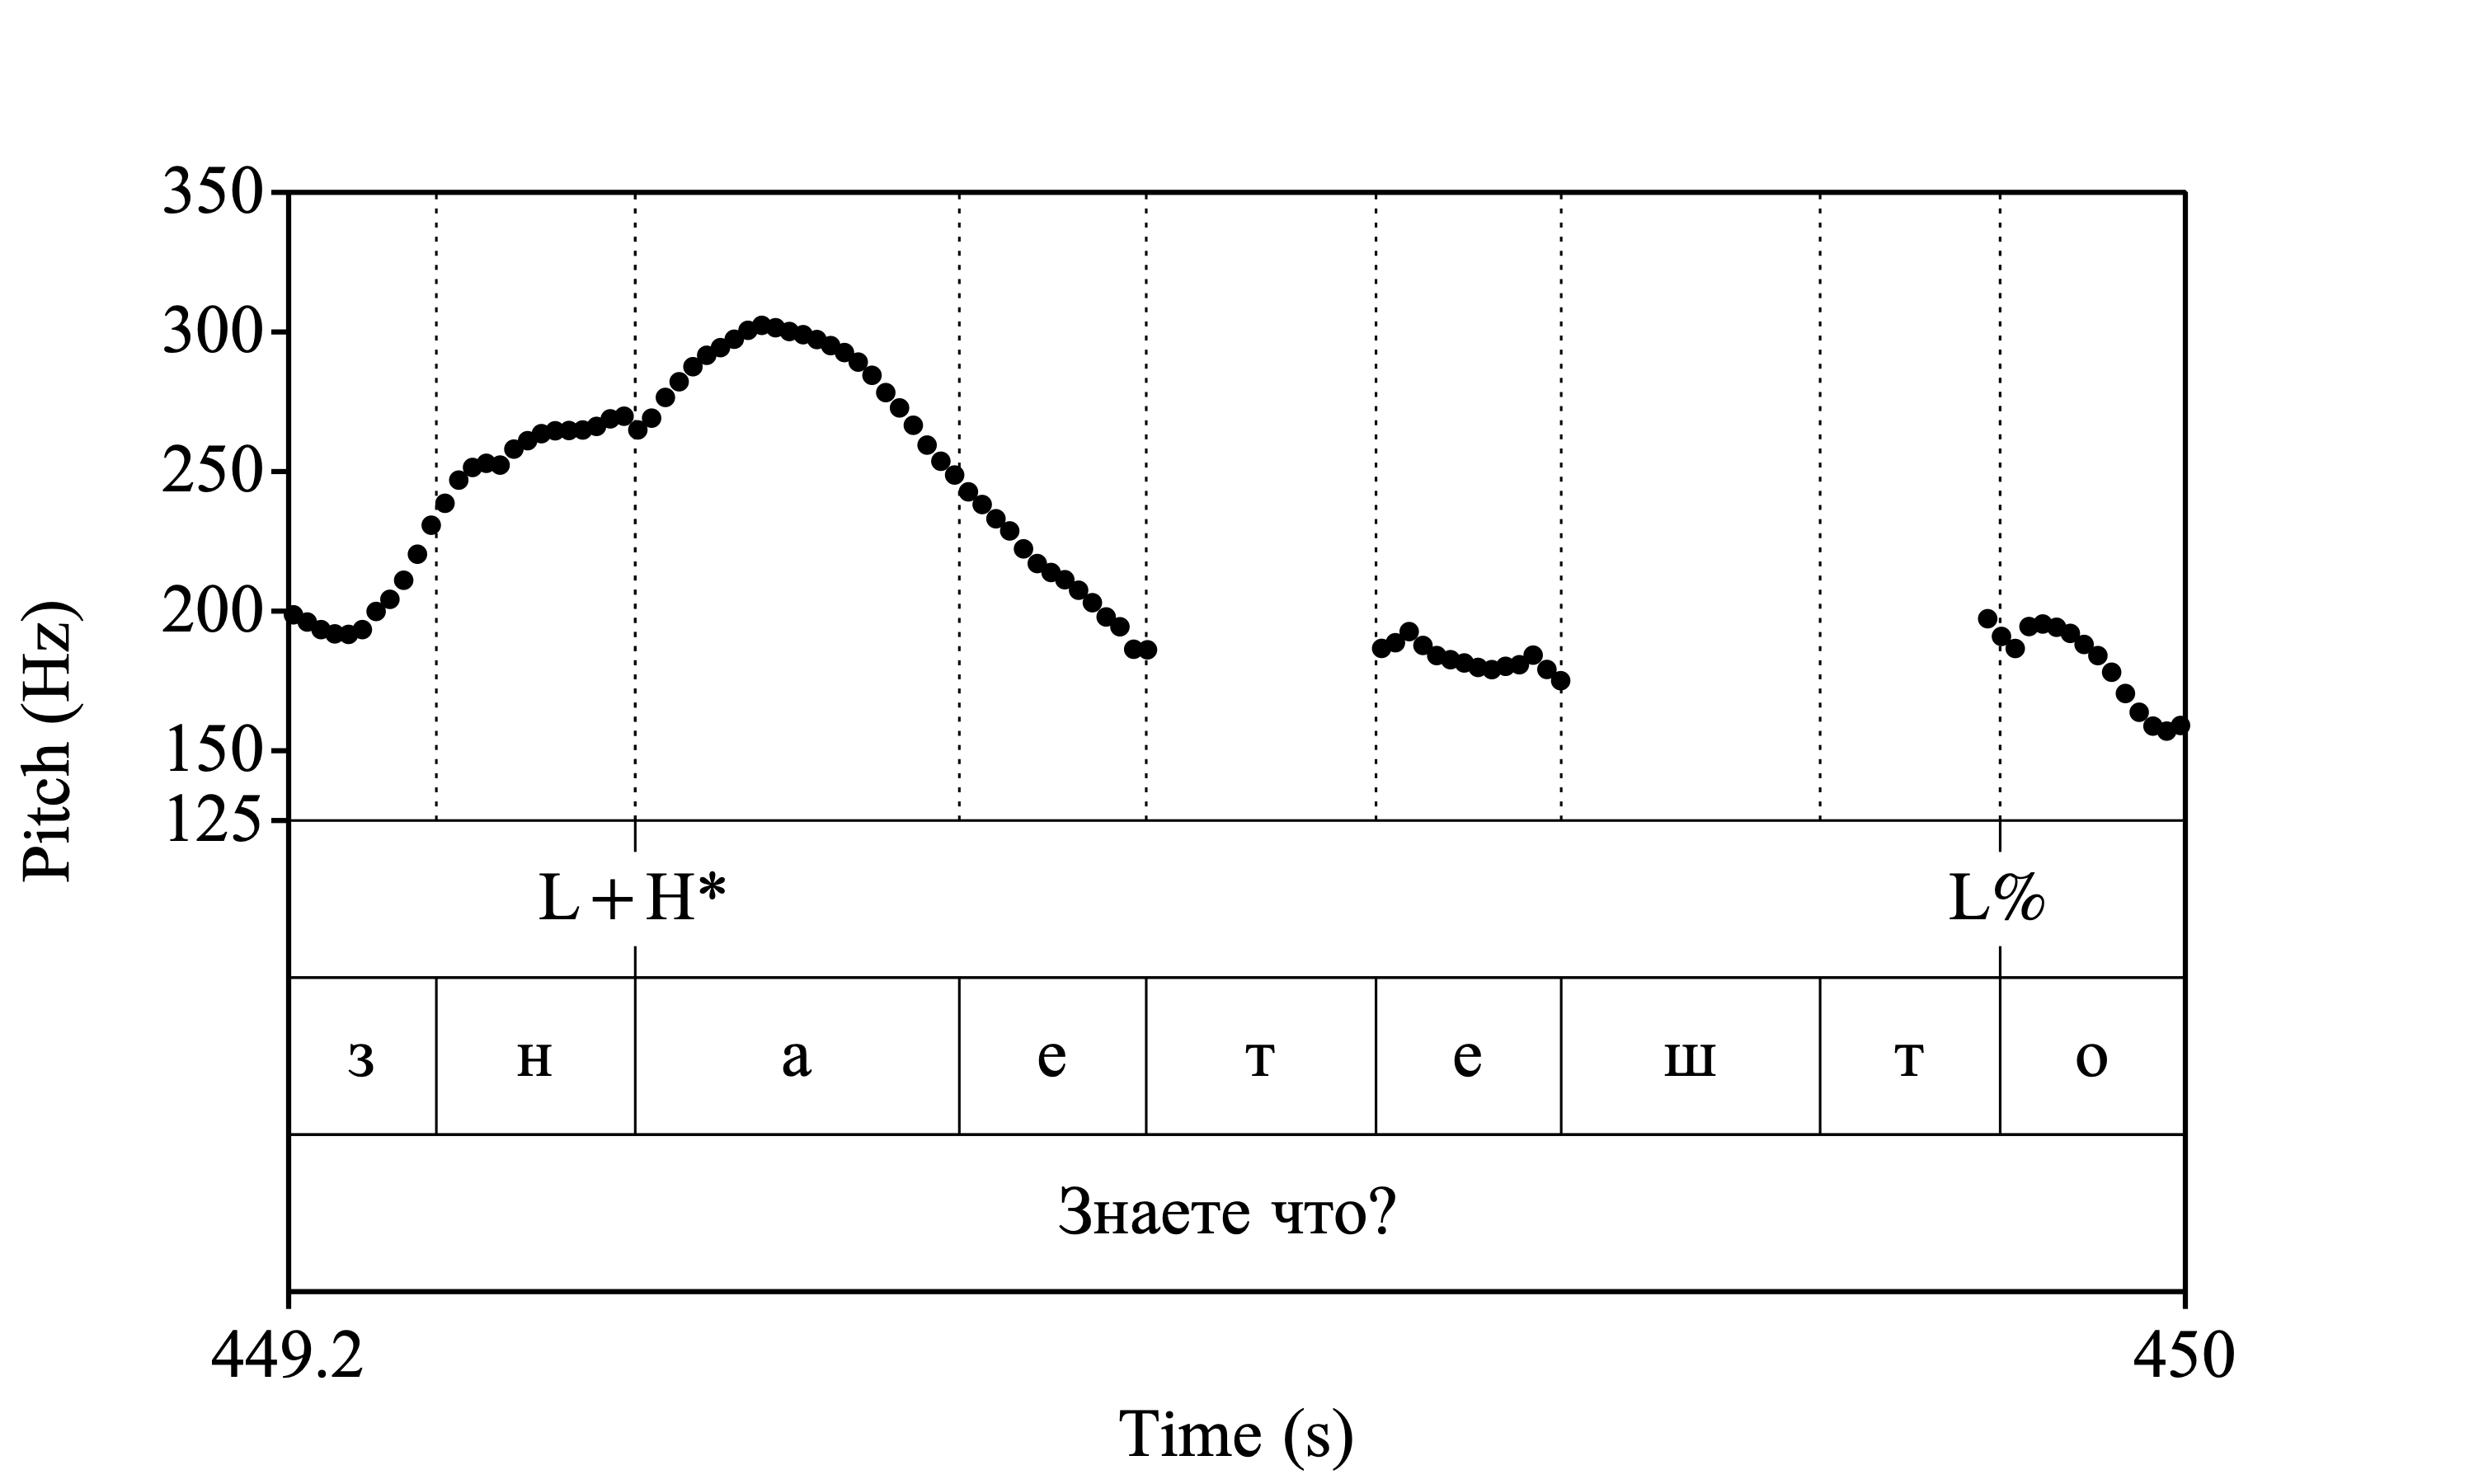 350
300
250
200
150
125
Pitch (Hz)
L+H* L%
з н а е т е ш т о
Знаете что?
449.2 450
Time (s)